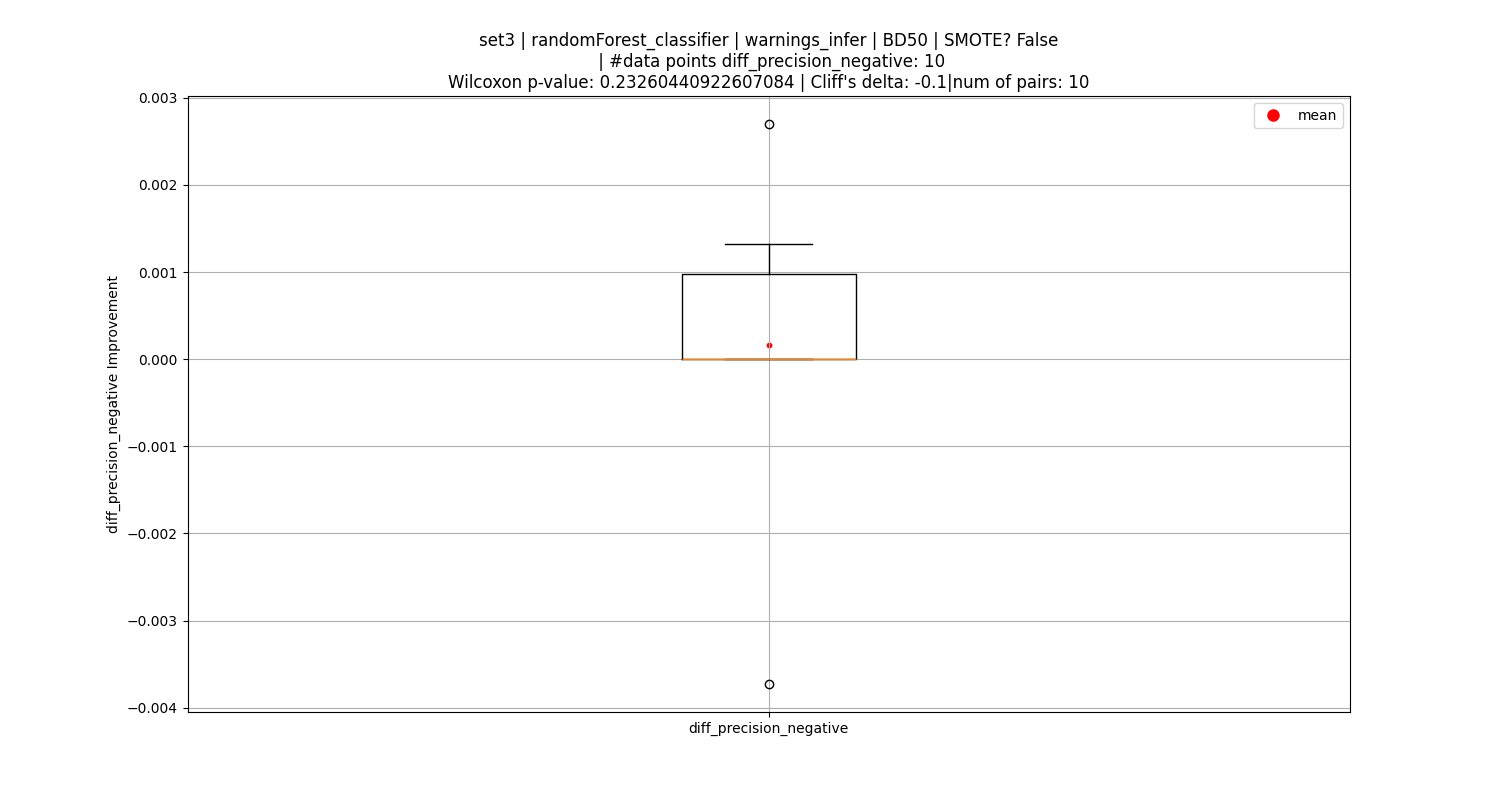 set3 | randomForest_classifier | warnings_infer | BD50 | SMOTE? False
| #data points diff_precision_negative: 10
Wilcoxon p-value: 0.23260440922607084 | Cliff's delta: -0.1|num of pairs: 10
mean
0.003
0.002
0.001
0.000
−0.001
−0.002
−0.003
−0.004
diff_precision_negative Improvement
diff_precision_negative